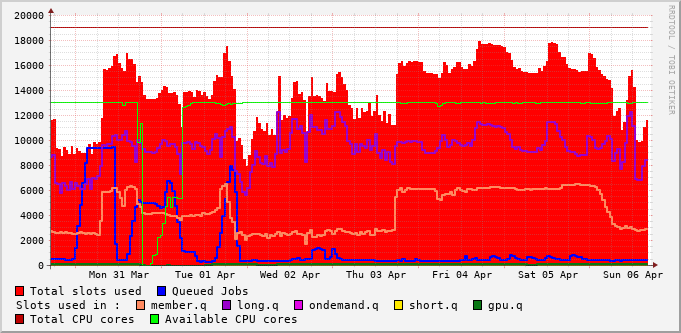 20000
18000
16000
14000
12000
10000
8000
6000
4000
2000
0
Mon 31 Mar Tue 01 Apr Wed 02 Apr Thu 03 Apr Fri 04 Apr Sat 05 Apr Sun 06 Apr
RRDTOOL / TOBI OETIKER
Total slots used Queued Jobs
Slots used in : member.q long.q ondemand.q short.q gpu.q
Total CPU cores Available CPU cores